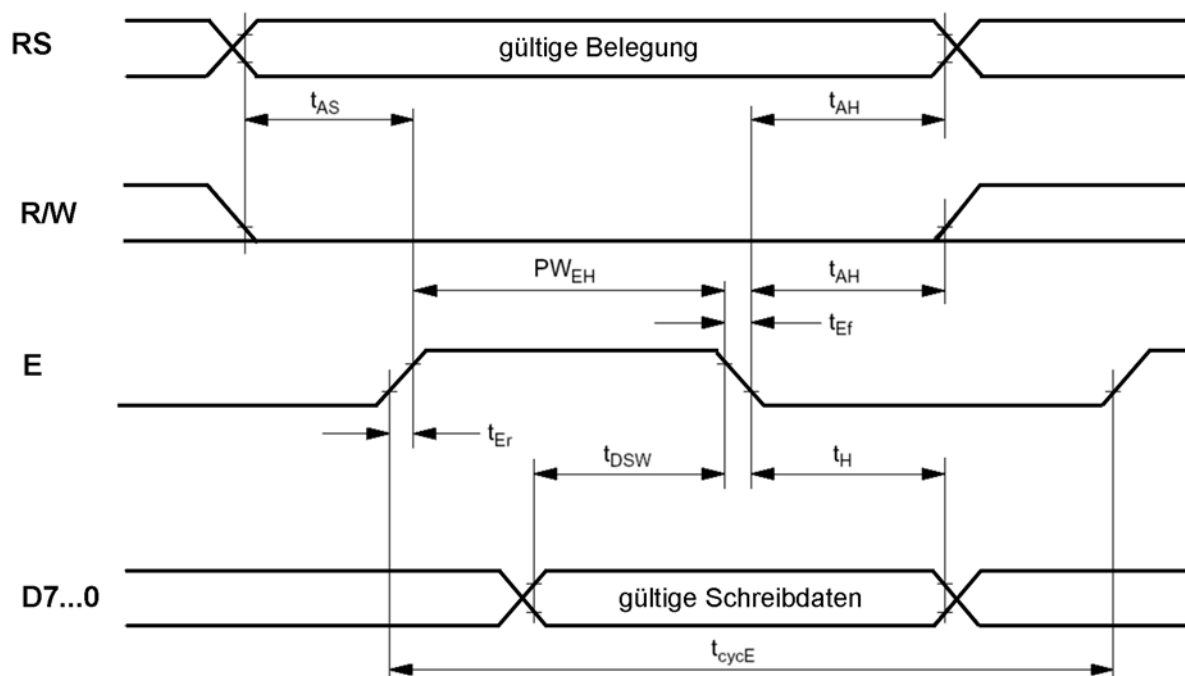 RS
gültige Belegung
tAS
tAH
R/W
PWEH
tAH
tEf
E
tEr
tDSW
tH
D7...0
gültige Schreibdaten
tcycE